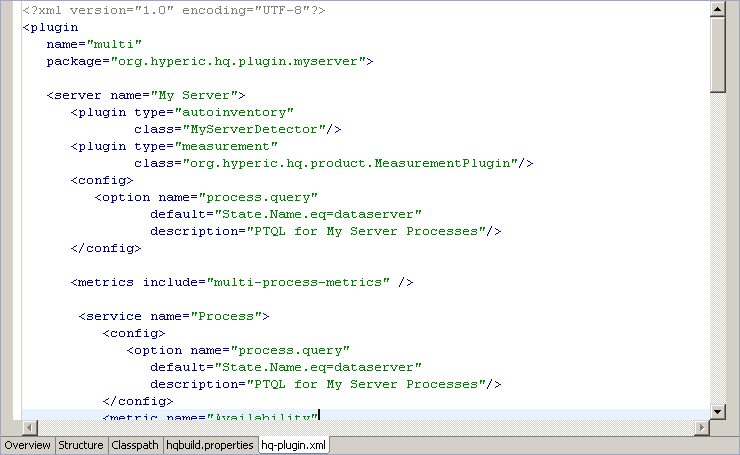 <?xml version="1.0" encoding="UTF-8"?>
<plugin
   name="multi"
   package="org.hyperic.hq.plugin.myserver">

   <server name="My Server">
      <plugin type="autoinventory"
              class="MyServerDetector"/>
      <plugin type="measurement"
              class="org.hyperic.hq.product.MeasurementPlugin"/>
      <config>
         <option name="process.query"
                default="State.Name.eq=dataserver"
                description="PTQL for My Server Processes"/>
      </config>

      <metrics include="multi-process-metrics" />

       <service name="Process">
          <config>
             <option name="process.query"
                default="State.Name.eq=dataserver"
                description="PTQL for My Server Processes"/>
          </config>
          <metric name="Availability"
Overview Structure Classpath hqbuild.properties hq-plugin.xml